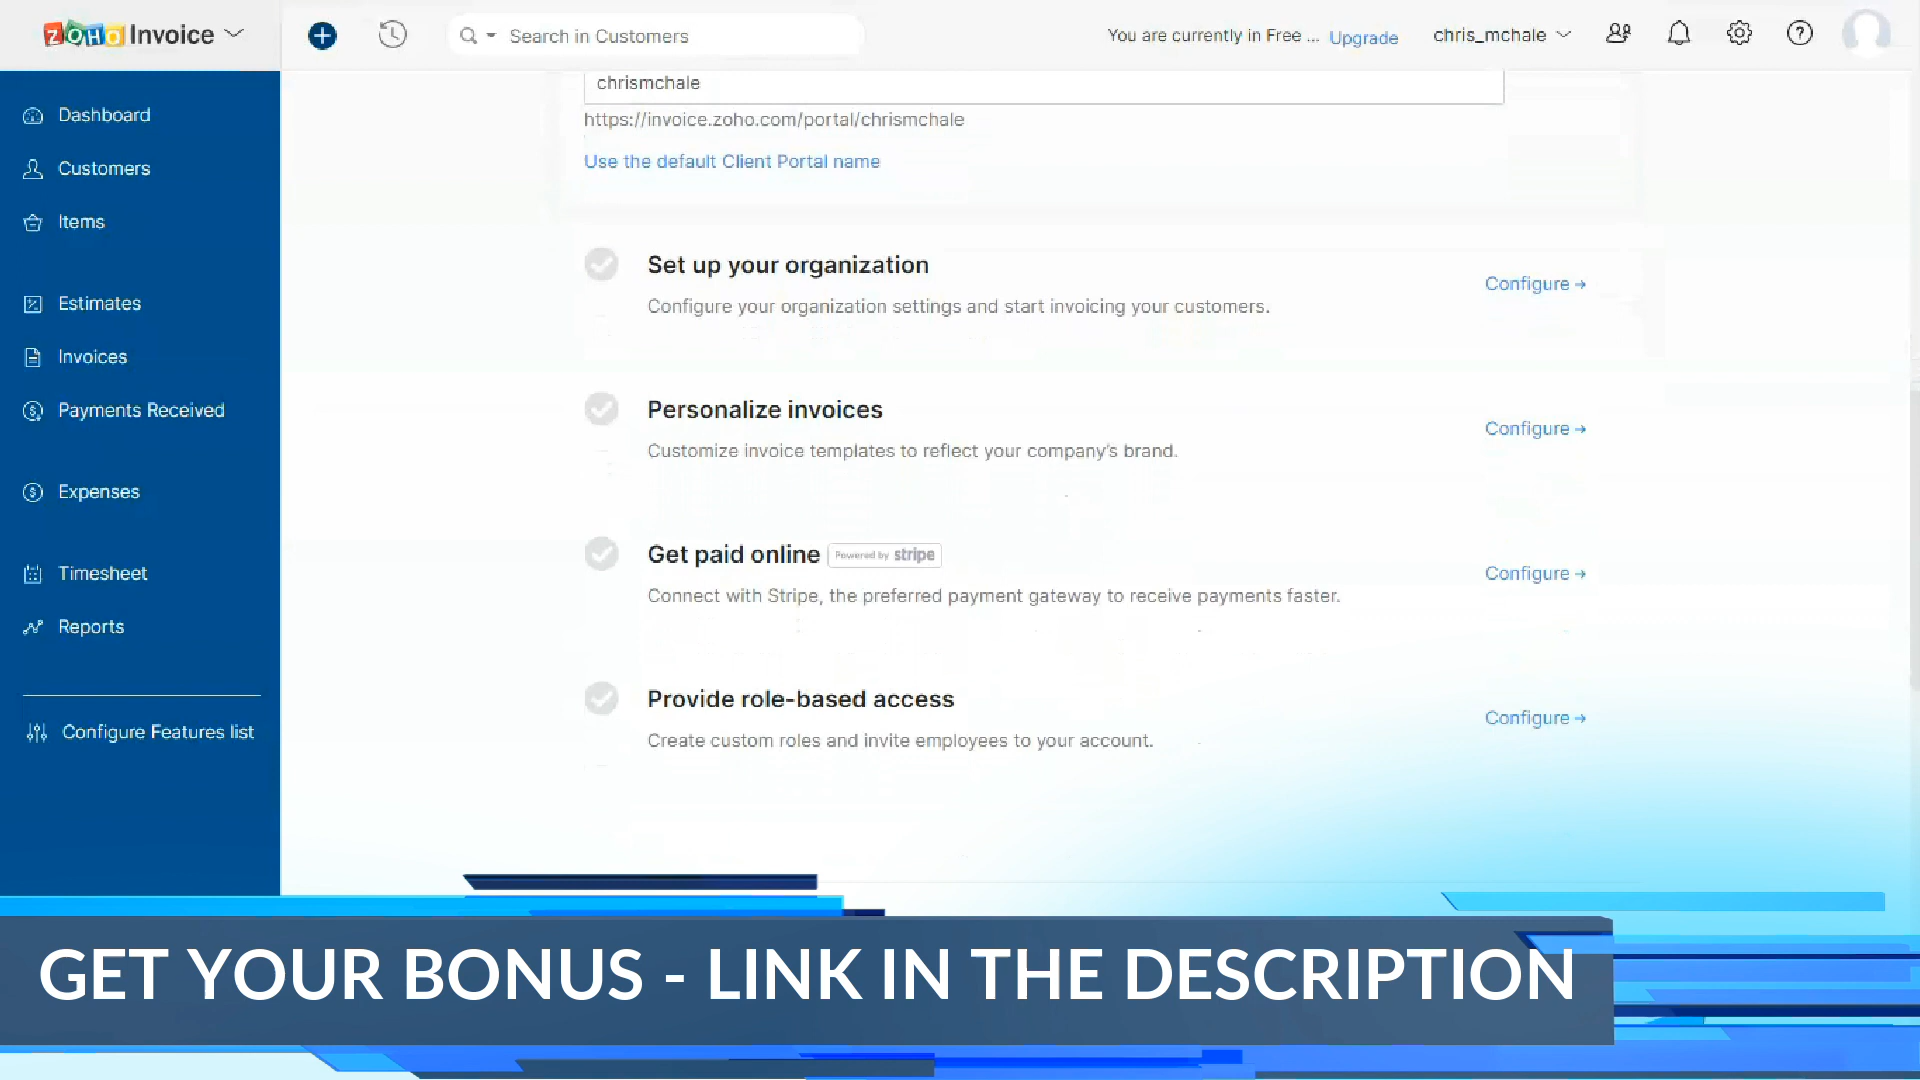 ZOHO Invoice
Search in Customers
You are currently in Free ... Upgrade
chris_mchale
Dashboard
Customers
Items
Estimates
Invoices
Payments Received
Expenses
Timesheet
Reports
Configure Features list
chrismchale
https://invoice.zoho.com/portal/chrismchale
Use the default Client Portal name
Set up your organization
Configure your organization settings and start invoicing your customers.
Configure →
Personalize invoices
Customize invoice templates to reflect your company's brand.
Configure →
Get paid online Powered by stripe
Connect with Stripe, the preferred payment gateway to receive payments faster.
Configure →
Provide role-based access
Create custom roles and invite employees to your account.
Configure →
GET YOUR BONUS - LINK IN THE DESCRIPTION